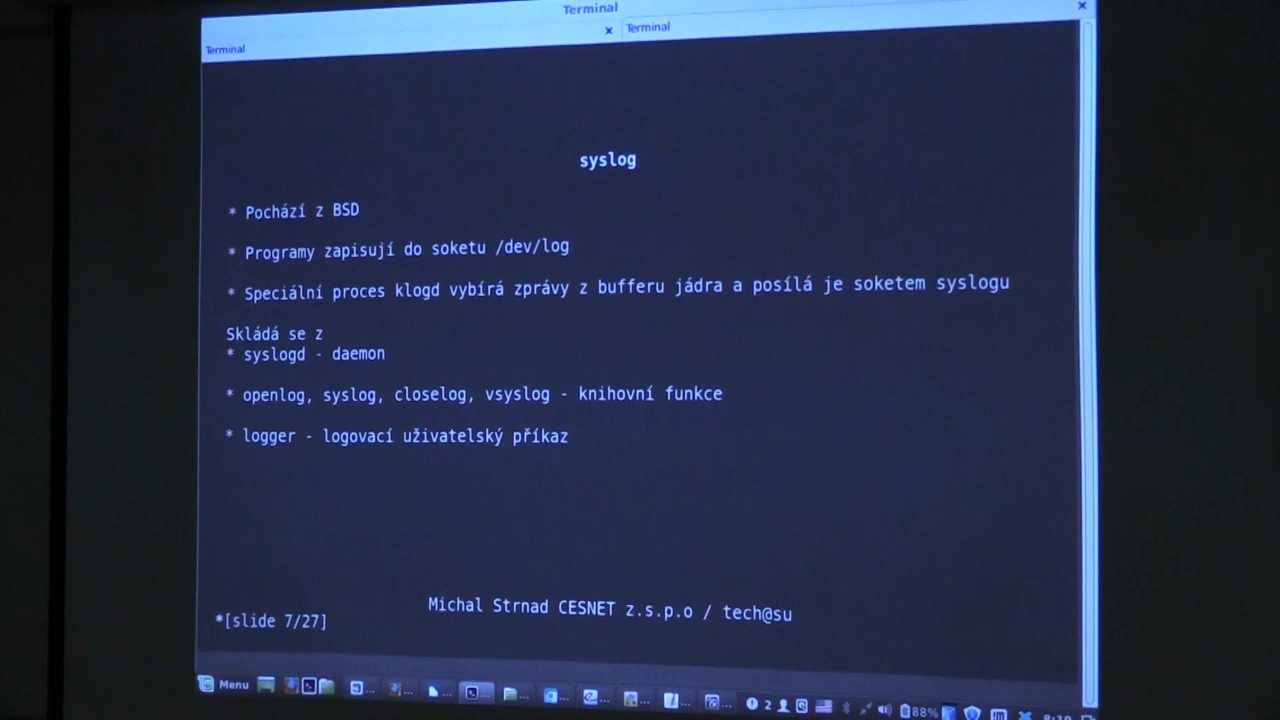 Terminal
Terminal
Terminal
syslog
* Pochází z BSD
* Programy zapisují do soketu /dev/log
* Speciální proces klogd vybírá zprávy z bufferu jádra a posílá je soketem syslogu
Skládá se z
* syslogd - daemon
* openlog, syslog, closelog, vsyslog - knihovní funkce
* logger - logovací uživatelský příkaz
Michal Strnad CESNET z.s.p.o / tech@su
*[slide 7/27]
Menu
2
88%